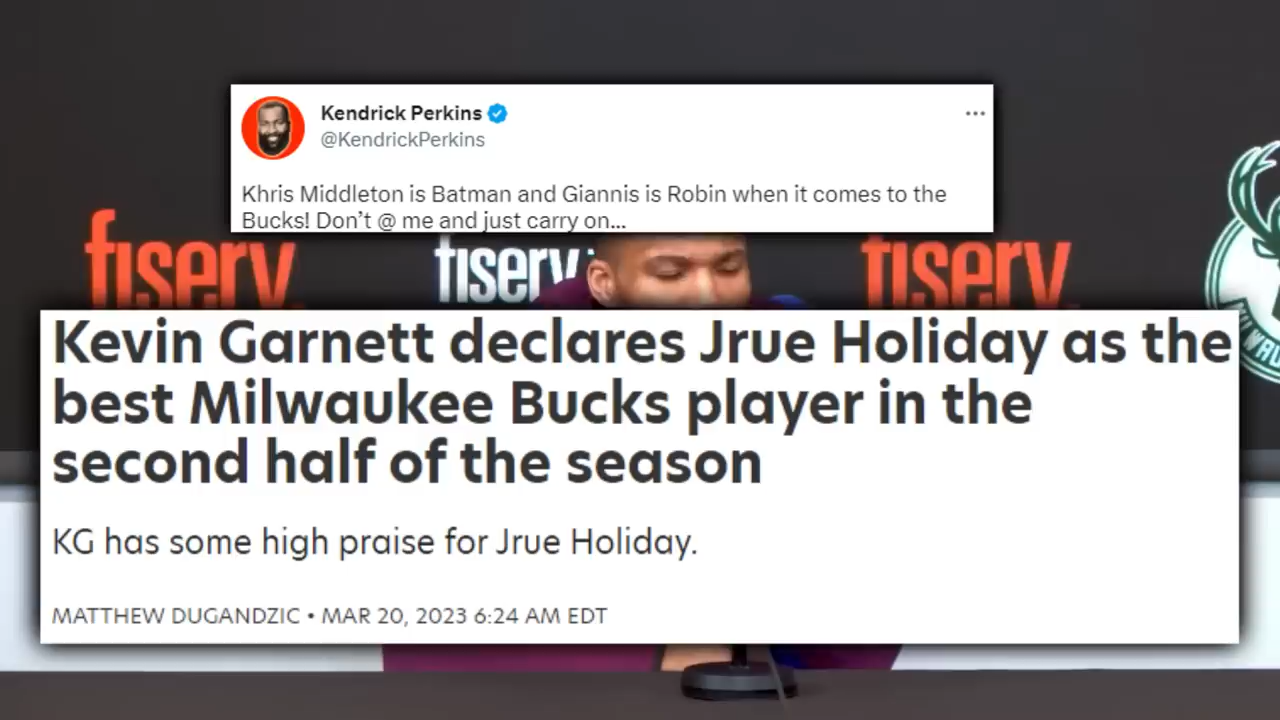 Kendrick Perkins
@KendrickPerkins
Khris Middleton is Batman and Giannis is Robin when it comes to the
Bucks! Don’t @ me and just carry on...
fiserv.
fiserv.
fiserv.
Kevin Garnett declares Jrue Holiday as the
best Milwaukee Bucks player in the
second half of the season
KG has some high praise for Jrue Holiday.
MATTHEW DUGANDZIC • MAR 20, 2023 6:24 AM EDT